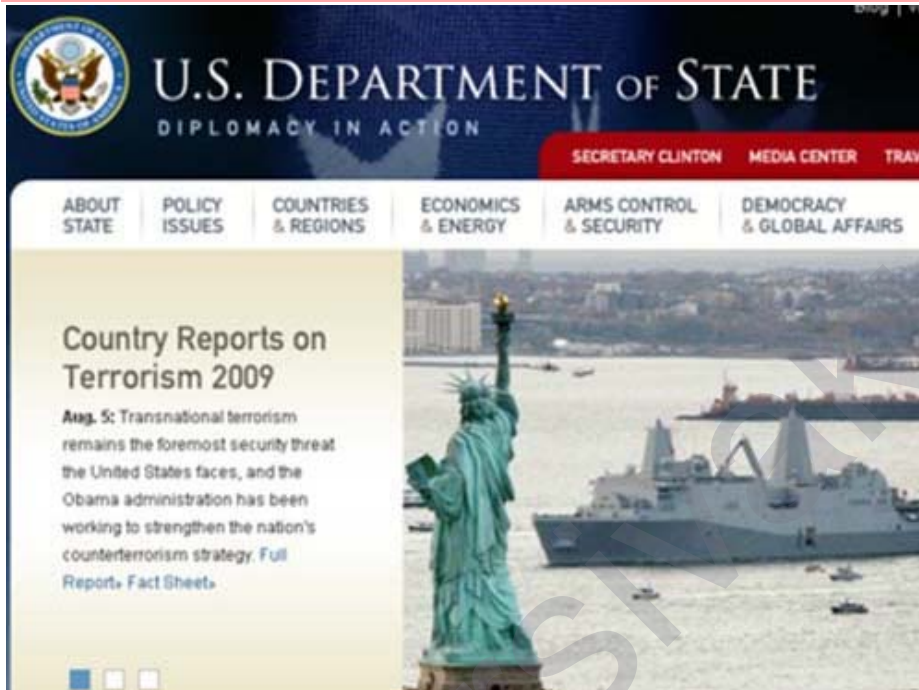 Blog |
U.S. DEPARTMENT OF STATE
DIPLOMACY IN ACTION
SECRETARY CLINTON MEDIA CENTER
ABOUT STATE
POLICY ISSUES
COUNTRIES & REGIONS
ECONOMICS & ENERGY
ARMS CONTROL & SECURITY
DEMOCRACY & GLOBAL AFFAIRS
Country Reports on
Terrorism 2009
Aug. 5: Transnational terrorism
remains the foremost security threat
the United States faces, and the
Obama administration has been
working to strengthen the nation's
counterterrorism strategy. Full
Report» Fact Sheet»